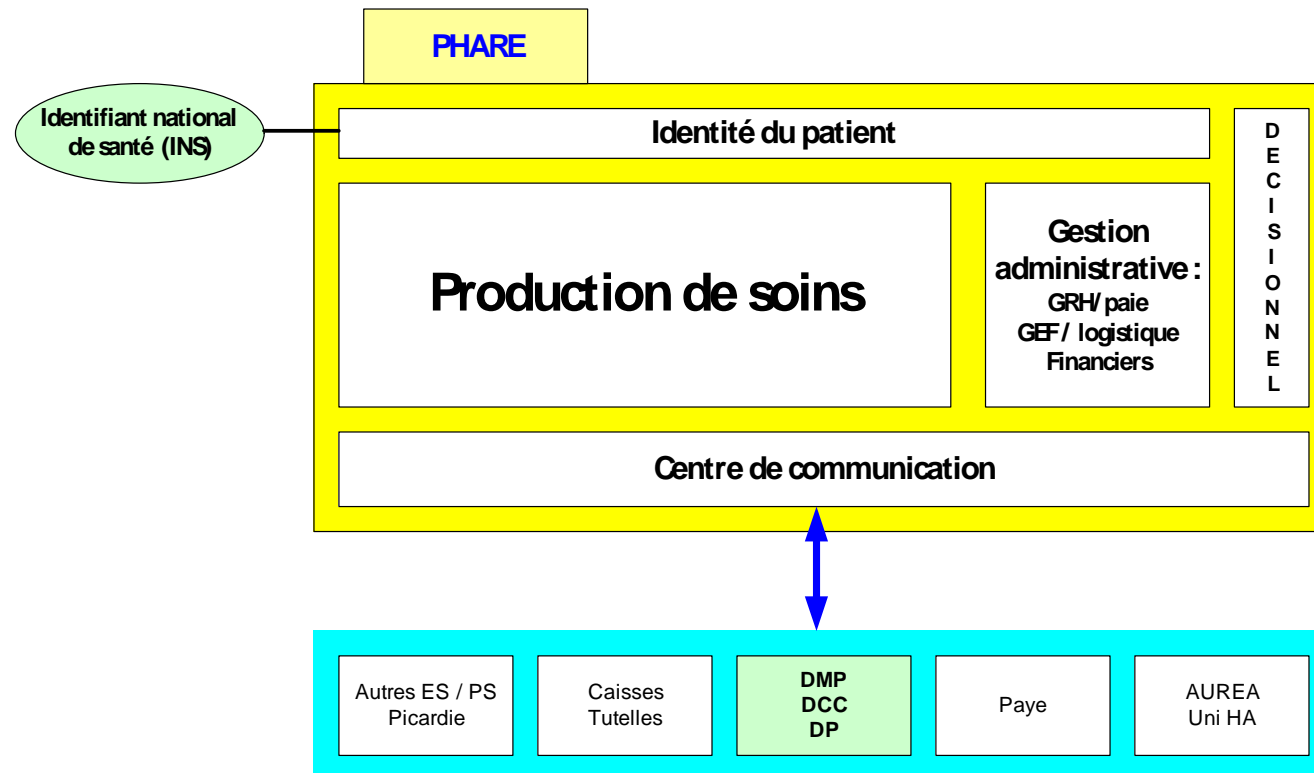 PHARE
Identifiant national
de santé (INS)
Identité du patient
D
E
C
I
S
I
O
N
N
E
L
Production de soins
Gestion
administrative :
GRH/ paie
GEF / logistique
Financiers
Centre de communication
Autres ES / PS
Picardie
Caisses
Tutelles
DMP
DCC
DP
Paye
AUREA
Uni HA